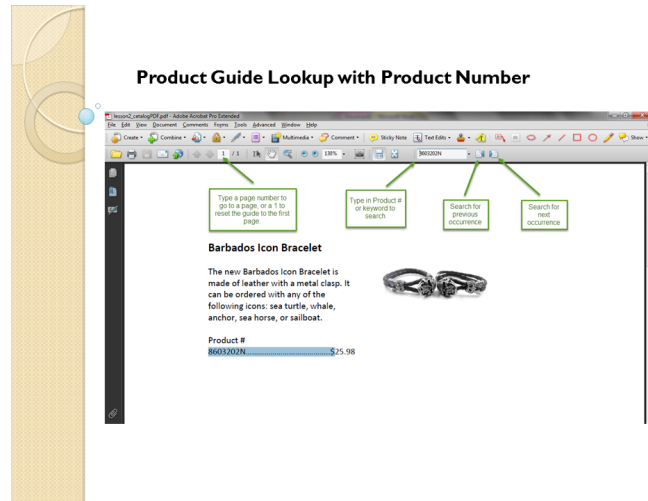 Product Guide Lookup with Product Number
lesson2_catalogPDF.pdf - Adobe Acrobat Pro Extended
File Edit View Document Comments Forms Tools Advanced Window Help
Create Combine Multimedia Comment Sticky Note Text Edits Show
1 / 1 138% 8603202N
Type a page number to
go to a page, or a 1 to
reset the guide to the first
page.
Type in Product #
or keyword to
search
Search for
previous
occurrence
Search for
next
occurrence
Barbados Icon Bracelet
The new Barbados Icon Bracelet is
made of leather with a metal clasp. It
can be ordered with any of the
following icons: sea turtle, whale,
anchor, sea horse, or sailboat.
Product #
8603202N........................................$25.98